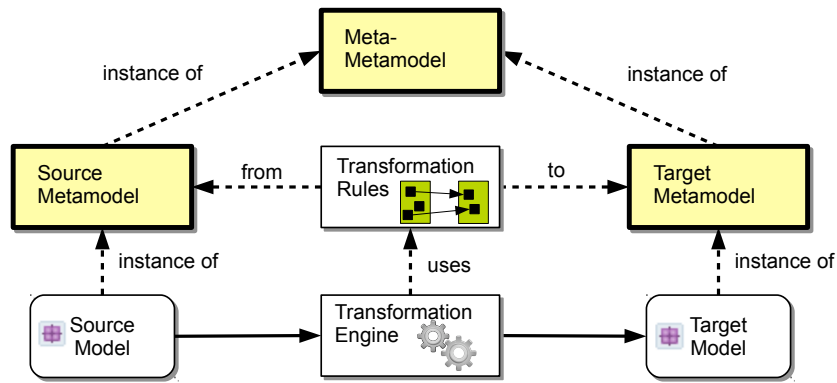 Meta-
Metamodel
instance of
instance of
Source
Metamodel
from
Transformation
Rules
to
Target
Metamodel
instance of
uses
instance of
Source
Model
Transformation
Engine
Target
Model